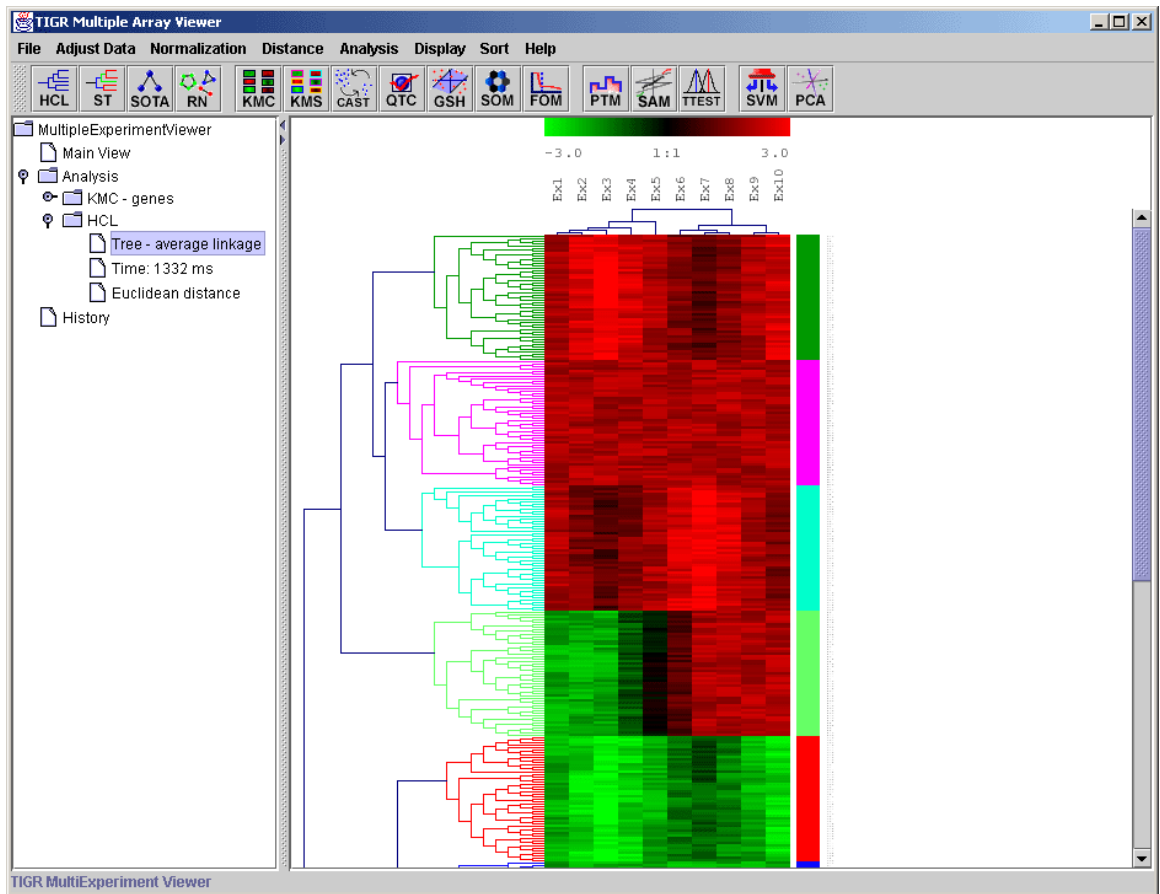 TIGR Multiple Array Viewer
File Adjust Data Normalization Distance Analysis Display Sort Help
HCL ST SOTA RN KMC KMS CAST QTC GSH SOM FOM PTM SAM TTEST SVM PCA
MultipleExperimentViewer
Main View
Analysis
KMC - genes
HCL
Tree - average linkage
Time: 1332 ms
Euclidean distance
History
-3.0 1:1 3.0
Ex1 Ex2 Ex3 Ex4 Ex5 Ex6 Ex7 Ex8 Ex9 Ex10
TIGR MultiExperiment Viewer